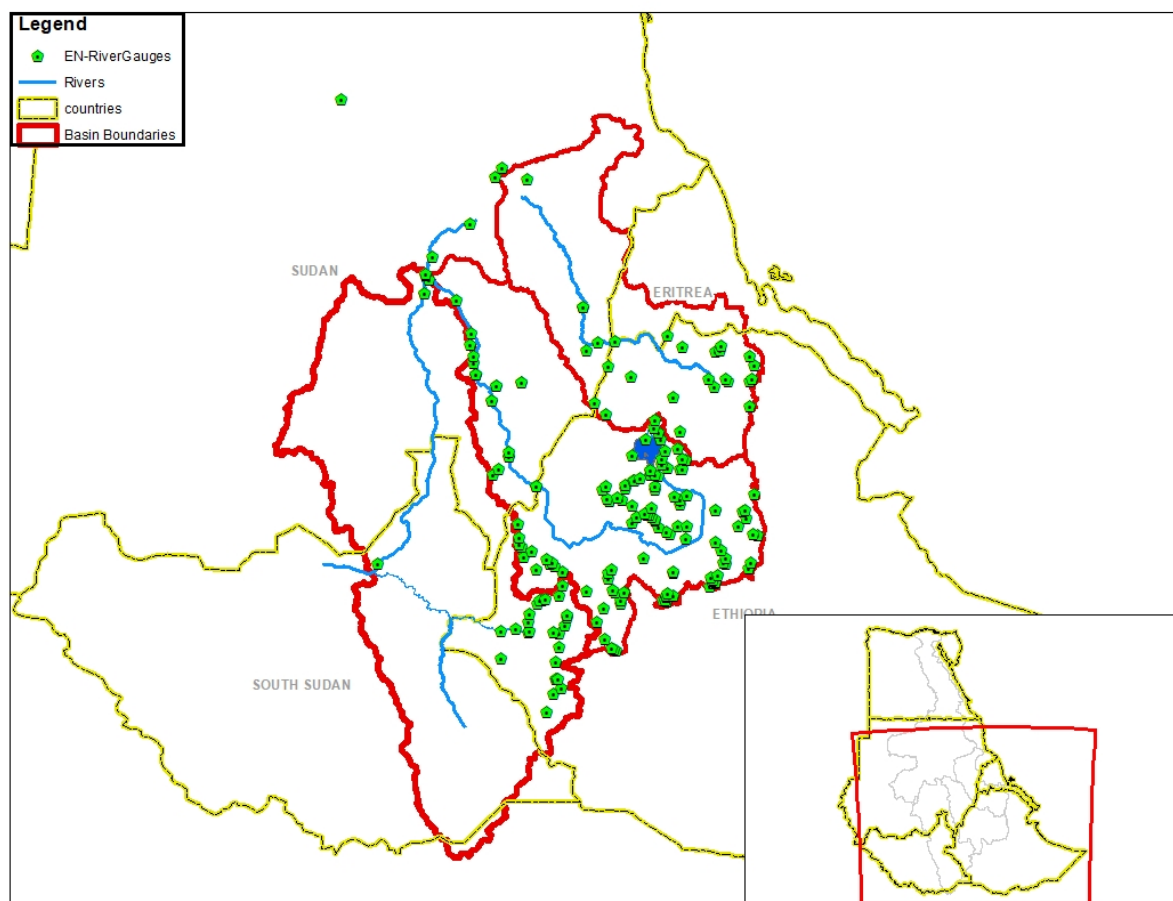 Legend
EN-RiverGauges
Rivers
countries
Basin Boundaries
SUDAN
ERITREA
ETHIOPIA
SOUTH SUDAN